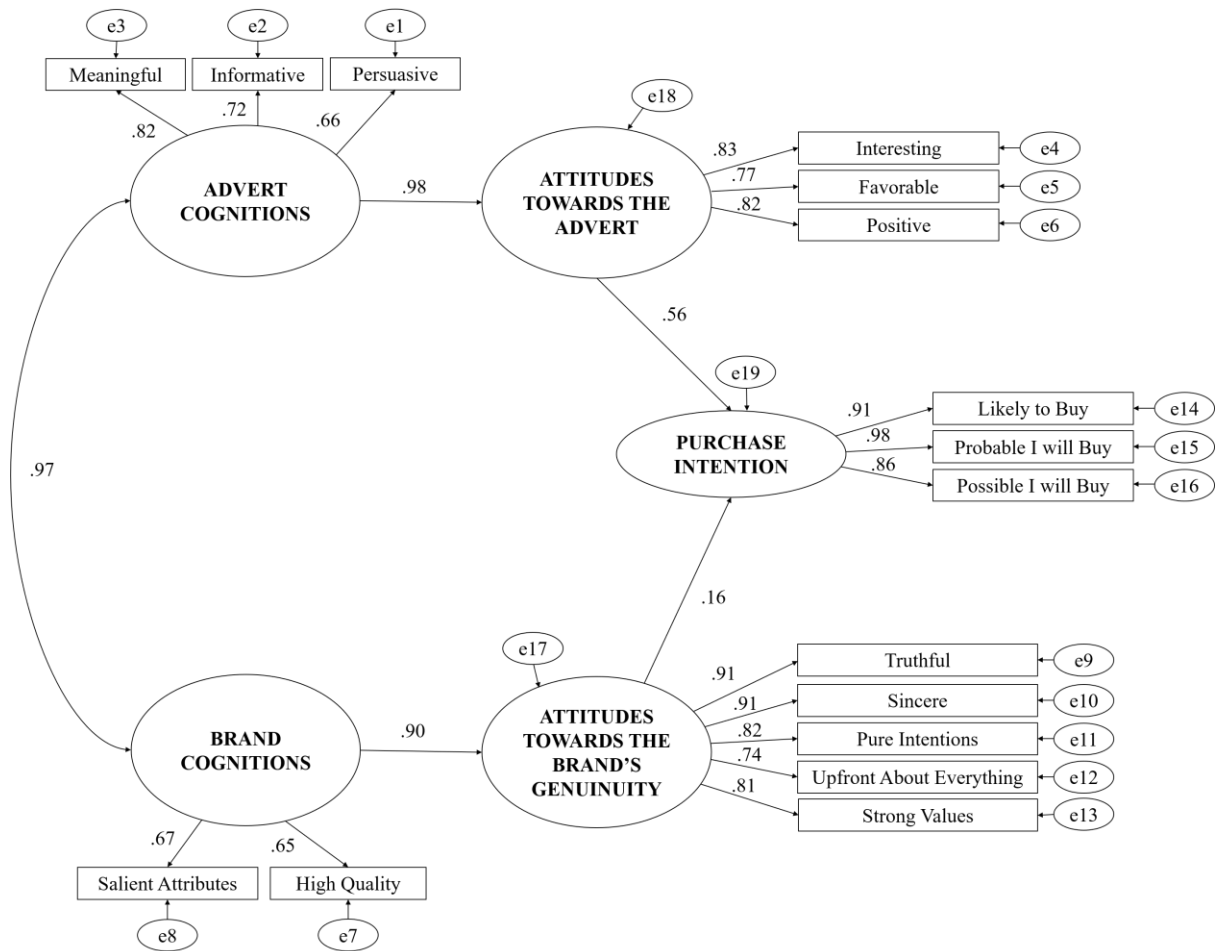 e3
e2
e1
Meaningful
Informative
Persuasive
.82
.72
.66
e18
ADVERT
COGNITIONS
.98
ATTITUDES
TOWARDS THE
ADVERT
.83
.77
.82
Interesting
Favorable
Positive
e4
e5
e6
.56
e19
.97
PURCHASE
INTENTION
.91
.98
.86
Likely to Buy
Probable I will Buy
Possible I will Buy
e14
e15
e16
.16
e17
BRAND
COGNITIONS
.90
ATTITUDES
TOWARDS THE
BRAND'S
GENUINUITY
.91
.91
.82
.74
.81
Truthful
Sincere
Pure Intentions
Upfront About Everything
Strong Values
e9
e10
e11
e12
e13
.67
.65
Salient Attributes
High Quality
e8
e7